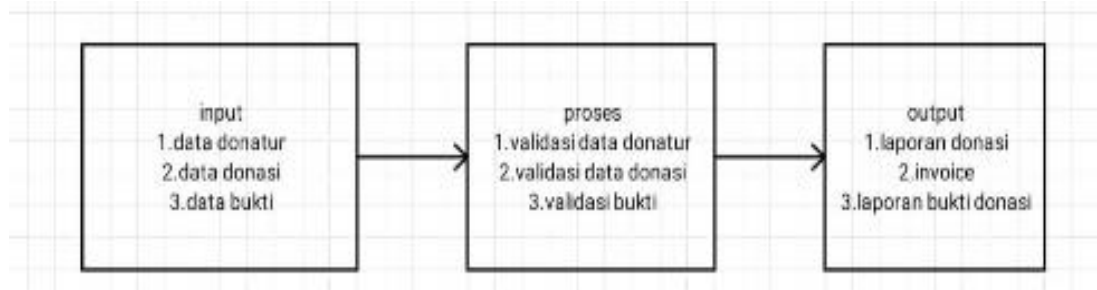 input
1.data donatur
2.data donasi
3.data bukti
proses
1.validasi data donatur
2.validasi data donasi
3.validasi bukti
output
1.laporan donasi
2.invoice
3.laporan bukti donasi